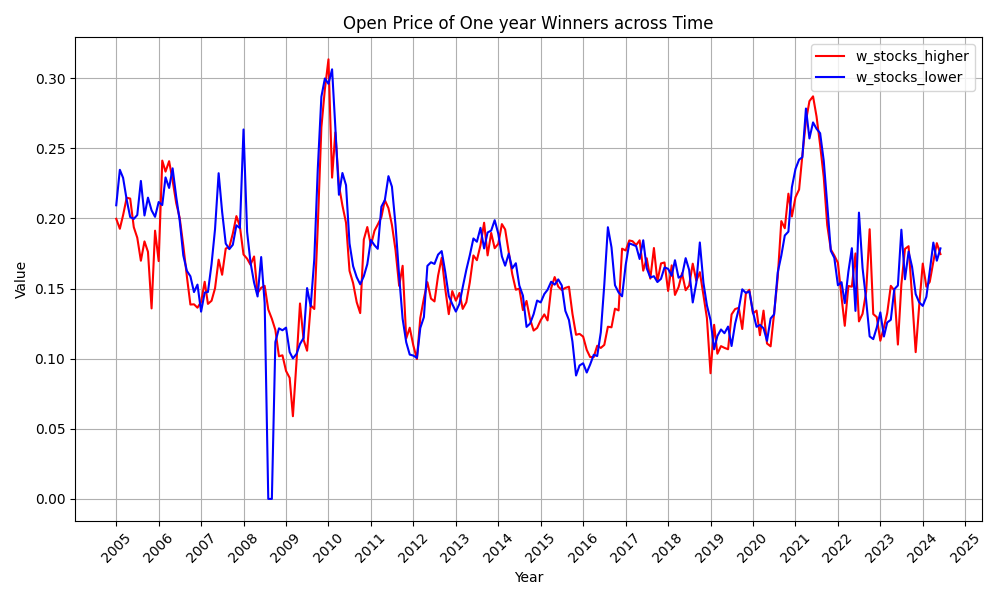 Open Price of One year Winners across Time
w_stocks_higher
w_stocks_lower
Value
0.30
0.25
0.20
0.15
0.10
0.05
0.00
2005 2006 2007 2008 2009 2010 2011 2012 2013 2014 2015 2016 2017 2018 2019 2020 2021 2022 2023 2024 2025
Year